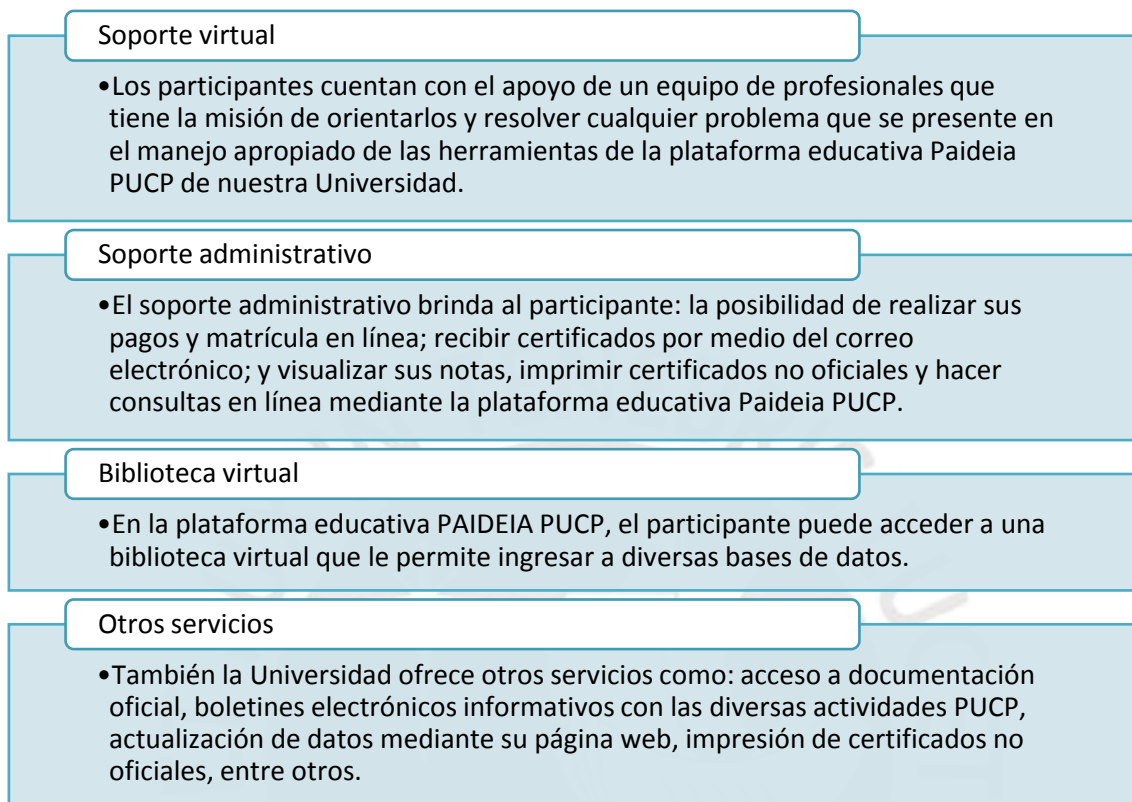 Soporte virtual
•Los participantes cuentan con el apoyo de un equipo de profesionales que
tiene la misión de orientarlos y resolver cualquier problema que se presente en
el manejo apropiado de las herramientas de la plataforma educativa Paideia
PUCP de nuestra Universidad.
Soporte administrativo
•El soporte administrativo brinda al participante: la posibilidad de realizar sus
pagos y matrícula en línea; recibir certificados por medio del correo
electrónico; y visualizar sus notas, imprimir certificados no oficiales y hacer
consultas en línea mediante la plataforma educativa Paideia PUCP.
Biblioteca virtual
•En la plataforma educativa PAIDEIA PUCP, el participante puede acceder a una
biblioteca virtual que le permite ingresar a diversas bases de datos.
Otros servicios
•También la Universidad ofrece otros servicios como: acceso a documentación
oficial, boletines electrónicos informativos con las diversas actividades PUCP,
actualización de datos mediante su página web, impresión de certificados no
oficiales, entre otros.